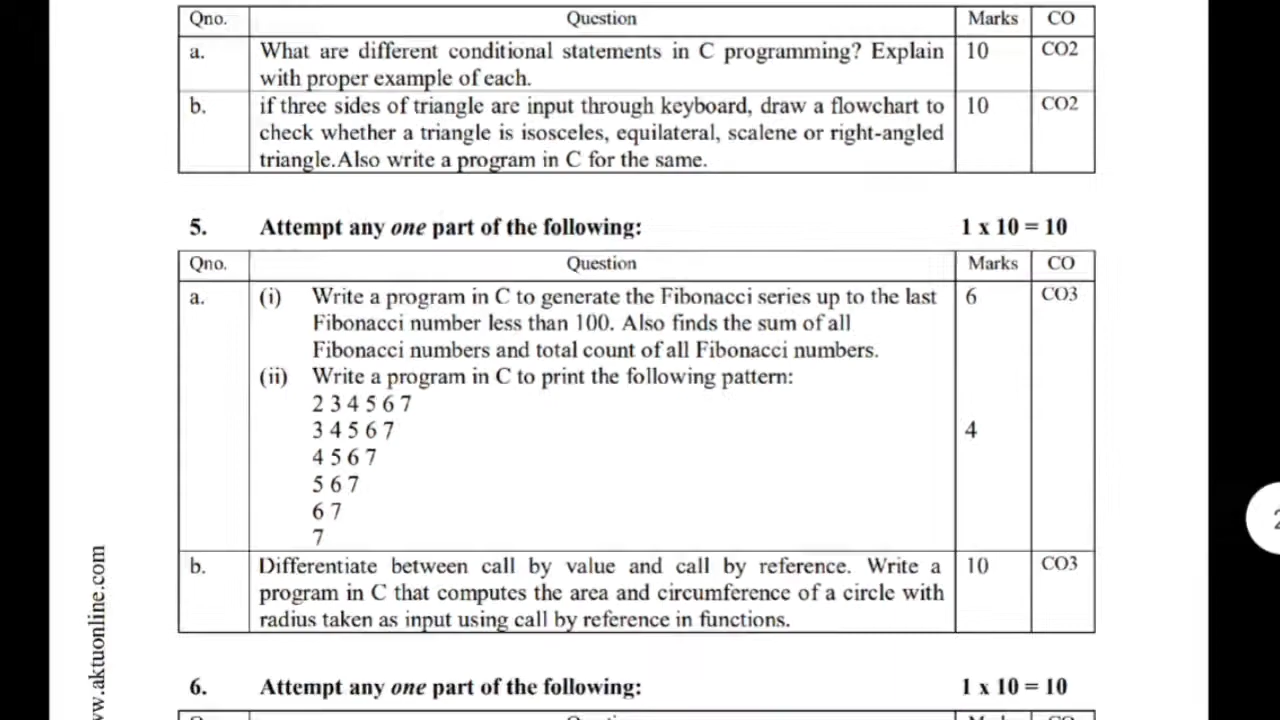 Qno. Question Marks CO
a. What are different conditional statements in C programming? Explain 10 CO2
with proper example of each.
b. if three sides of triangle are input through keyboard, draw a flowchart to 10 CO2
check whether a triangle is isosceles, equilateral, scalene or right-angled
triangle.Also write a program in C for the same.
5. Attempt any one part of the following: 1 x 10 = 10
Qno. Question Marks CO
a. (i) Write a program in C to generate the Fibonacci series up to the last 6 CO3
Fibonacci number less than 100. Also finds the sum of all
Fibonacci numbers and total count of all Fibonacci numbers.
(ii) Write a program in C to print the following pattern:
2 3 4 5 6 7
3 4 5 6 7 4
4 5 6 7
5 6 7
6 7
7
b. Differentiate between call by value and call by reference. Write a 10 CO3
program in C that computes the area and circumference of a circle with
radius taken as input using call by reference in functions.
6. Attempt any one part of the following: 1 x 10 = 10
w.aktuonline.com